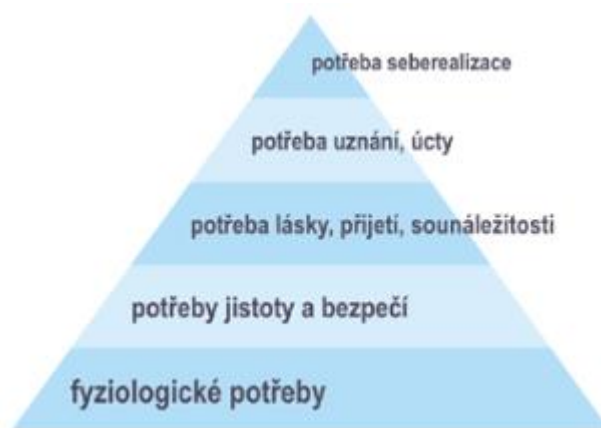 potřeba seberealizace
potřeba uznání, úcty
potřeba lásky, přijetí, sounáležitosti
potřeby jistoty a bezpečí
fyziologické potřeby